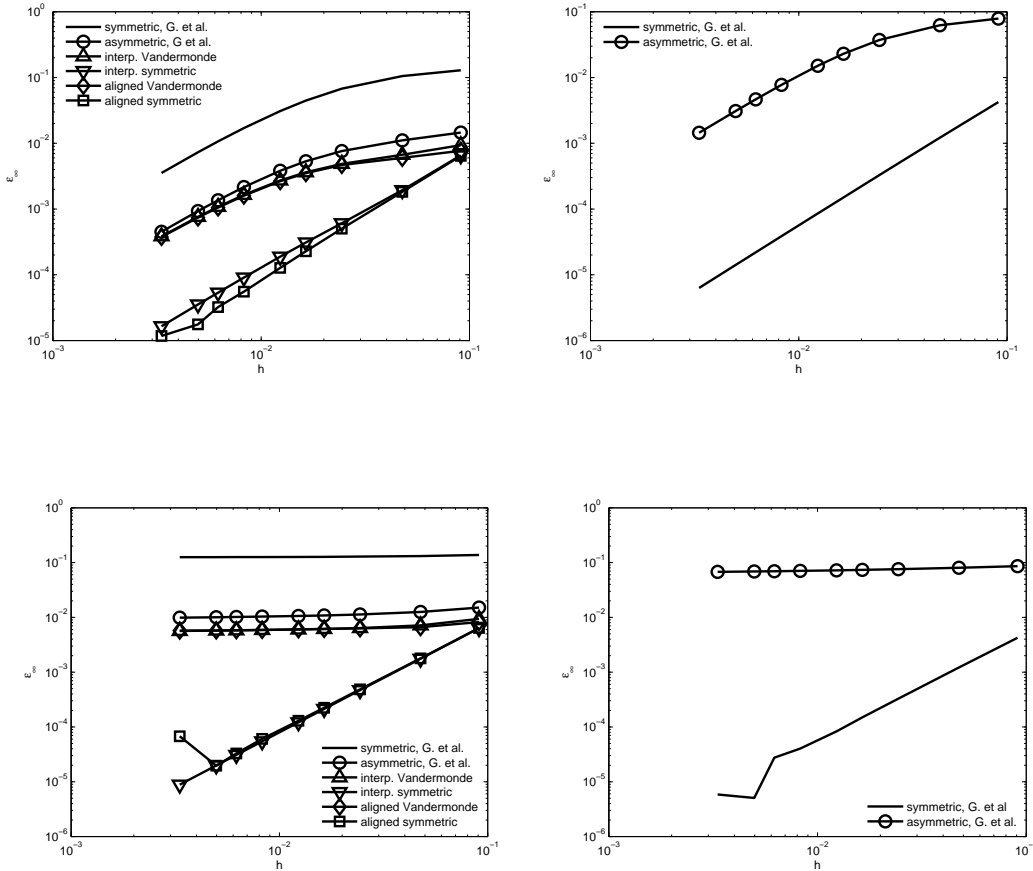 10^0
10^-1
10^-2
10^-3
10^-4
10^-5
ε∞
symmetric, G. et al.
asymmetric, G et al.
interp. Vandermonde
interp. symmetric
aligned Vandermonde
aligned symmetric
10^-3
10^-2
10^-1
h
10^-1
10^-2
10^-3
10^-4
10^-5
10^-6
ε∞
symmetric, G. et al.
asymmetric, G. et al.
10^-3
10^-2
10^-1
h
10^0
10^-1
10^-2
10^-3
10^-4
10^-5
10^-6
ε∞
symmetric, G. et al.
asymmetric, G. et al.
interp. Vandermonde
interp. symmetric
aligned Vandermonde
aligned symmetric
10^-3
10^-2
10^-1
h
10^0
10^-1
10^-2
10^-3
10^-4
10^-5
10^-6
ε∞
symmetric, G. et al
asymmetric, G. et al.
10^-3
10^-2
10^-1
h